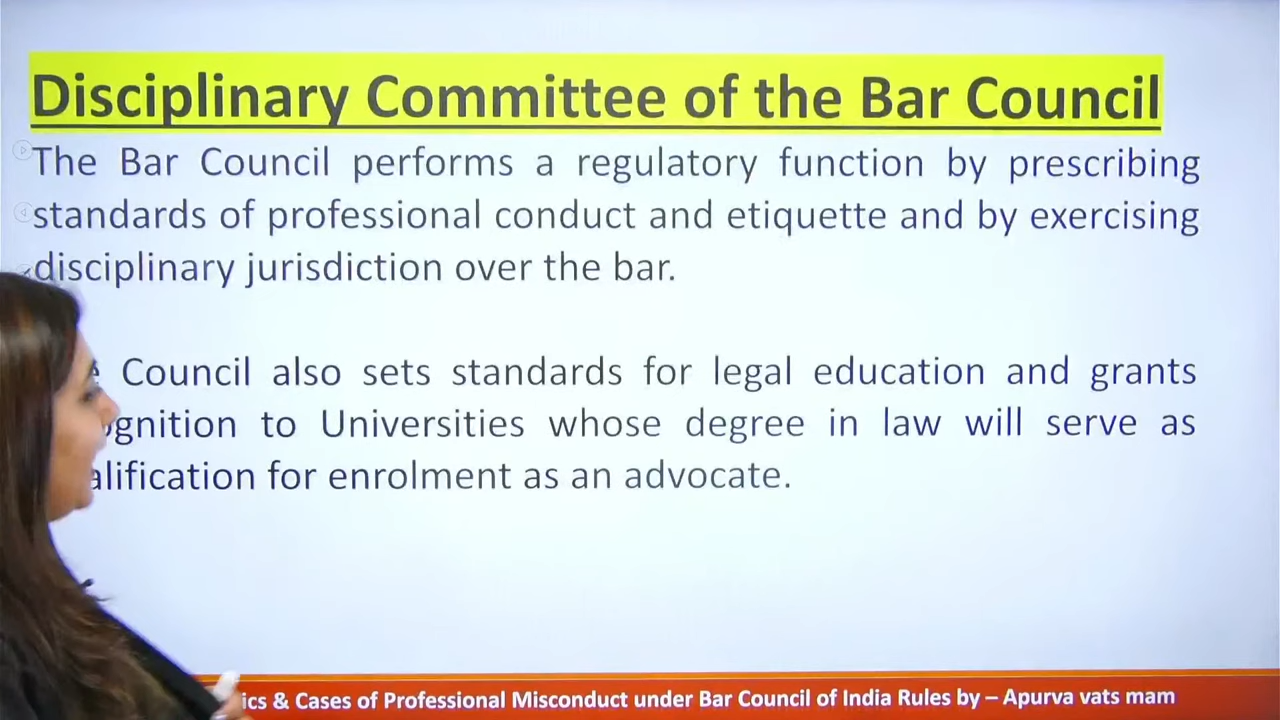 Disciplinary Committee of the Bar Council
The Bar Council performs a regulatory function by prescribing
standards of professional conduct and etiquette and by exercising
disciplinary jurisdiction over the bar.
Council also sets standards for legal education and grants
to Universities whose degree in law will serve as
for enrolment as an advocate.
& Cases of Professional Misconduct under Bar Council of India Rules by – Apurva vats mam